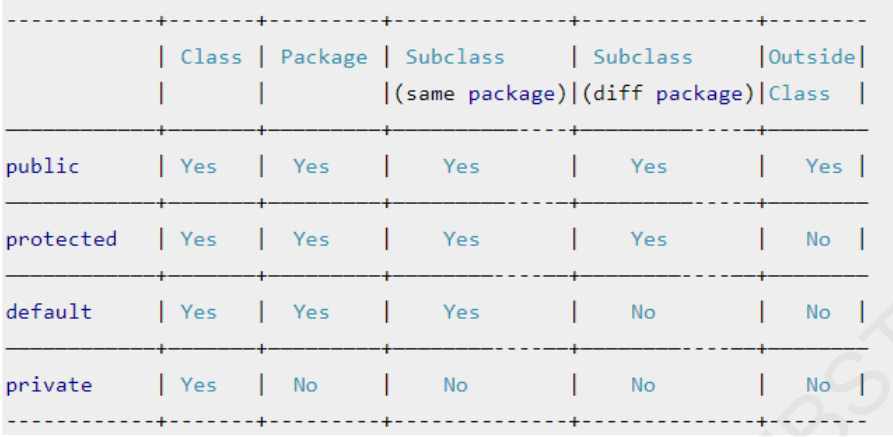 ------------+-------+---------+--------------+--------------+--------
| Class | Package | Subclass | Subclass |Outside|
| | |(same package)|(diff package)|Class |
————————————+———————+—————————+————————----——+————————----——+————————
public | Yes | Yes | Yes | Yes | Yes |
————————————+———————+—————————+————————----——+————————----——+————————
protected | Yes | Yes | Yes | Yes | No |
————————————+———————+—————————+————————----——+————————----——+————————
default | Yes | Yes | Yes | No | No |
————————————+———————+—————————+————————----——+————————----——+————————
private | Yes | No | No | No | No |
------------+-------+---------+--------------+--------------+--------